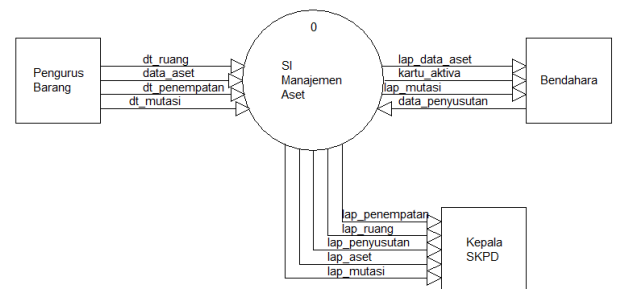 0
SI
Manajemen
Aset
Pengurus
Barang
dt_ruang
data_aset
dt_penempatan
dt_mutasi
lap_data_aset
kartu_aktiva
lap_mutasi
data_penyusutan
Bendahara
lap_penempatan
lap_ruang
lap_penyusutan
lap_aset
lap_mutasi
Kepala
SKPD